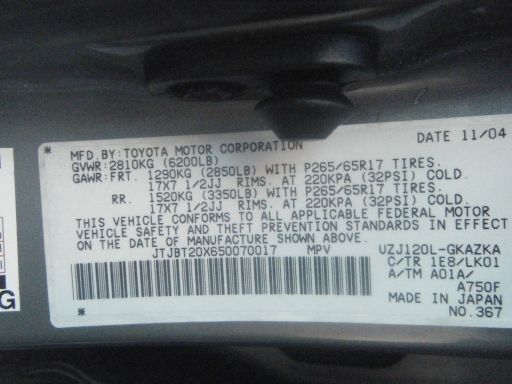 MFD.BY:TOYOTA MOTOR CORPORATION DATE 11/04
GVWR:2810KG (6200LB)
GAWR:FRT. 1290KG (2850LB) WITH P265/65R17 TIRES.
17X7 1/2JJ RIMS. AT 220KPA (32PSI) COLD.
RR. 1520KG (3350LB) WITH P265/65R17 TIRES.
17X7 1/2JJ RIMS. AT 220KPA (32PSI) COLD.
THIS VEHICLE CONFORMS TO ALL APPLICABLE FEDERAL MOTOR
VEHICLE SAFETY AND THEFT PREVENTION STANDARDS IN EFFECT
ON THE DATE OF MANUFACTURE SHOWN ABOVE.
JTJBT20X650070017 MPV UZJ120L-GKAZKA
C/TR 1E8/LK01
A/TM A01A/
A750F
MADE IN JAPAN
NO.367
G